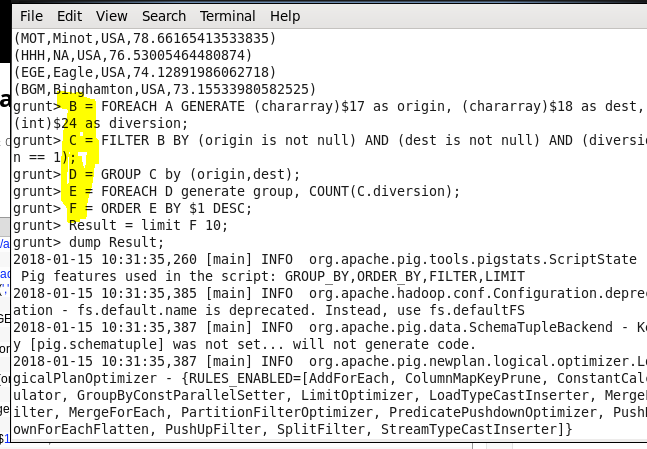 File Edit View Search Terminal Help
(MOT,Minot,USA,78.66165413533835)
(HHH,NA,USA,76.53005464480874)
(EGE,Eagle,USA,74.12891986062718)
(BGM,Binghamton,USA,73.15533980582525)
grunt> B = FOREACH A GENERATE (chararray)$17 as origin, (chararray)$18 as dest,
(int)$24 as diversion;
grunt> C = FILTER B BY (origin is not null) AND (dest is not null) AND (diversio
n == 1);
grunt> D = GROUP C by (origin,dest);
grunt> E = FOREACH D generate group, COUNT(C.diversion);
grunt> F = ORDER E BY $1 DESC;
grunt> Result = limit F 10;
grunt> dump Result;
2018-01-15 10:31:35,260 [main] INFO org.apache.pig.tools.pigstats.ScriptState
Pig features used in the script: GROUP_BY,ORDER_BY,FILTER,LIMIT
2018-01-15 10:31:35,385 [main] INFO org.apache.hadoop.conf.Configuration.depre
ation - fs.default.name is deprecated. Instead, use fs.defaultFS
2018-01-15 10:31:35,387 [main] INFO org.apache.pig.data.SchemaTupleBackend - Ke
y [pig.schematuple] was not set... will not generate code.
2018-01-15 10:31:35,387 [main] INFO org.apache.pig.newplan.logical.optimizer.Lo
gicalPlanOptimizer - {RULES_ENABLED=[AddForEach, ColumnMapKeyPrune, ConstantCalc
ulator, GroupByConstParallelSetter, LimitOptimizer, LoadTypeCastInserter, MergeF
ilter, MergeForEach, PartitionFilterOptimizer, PredicatePushdownOptimizer, PushD
ownForEachFlatten, PushUpFilter, SplitFilter, StreamTypeCastInserter]}